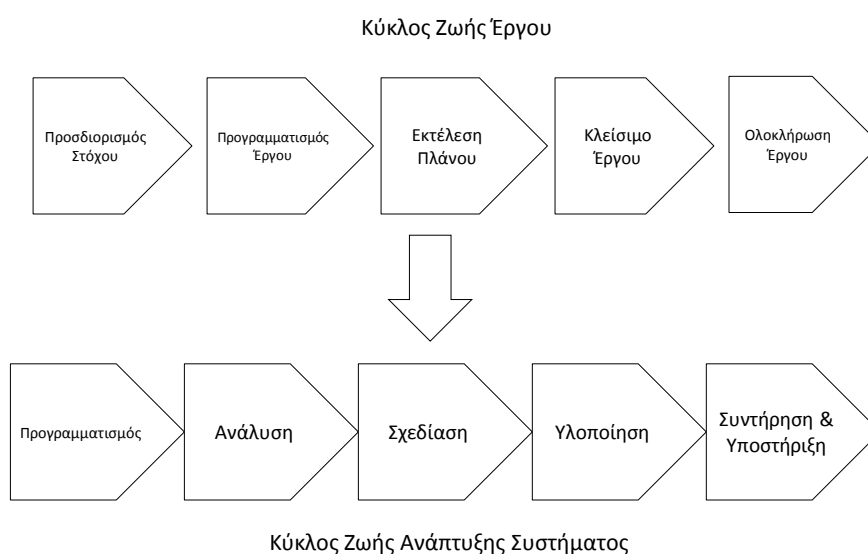 Κύκλος Ζωής Έργου
Προσδιορισμός
Στόχου
Προγραμματισμός
Έργου
Εκτέλεση
Πλάνου
Κλείσιμο
Έργου
Ολοκλήρωση
Έργου
Προγραμματισμός
Ανάλυση
Σχεδίαση
Υλοποίηση
Συντήρηση &
Υποστήριξη
Κύκλος Ζωής Ανάπτυξης Συστήματος